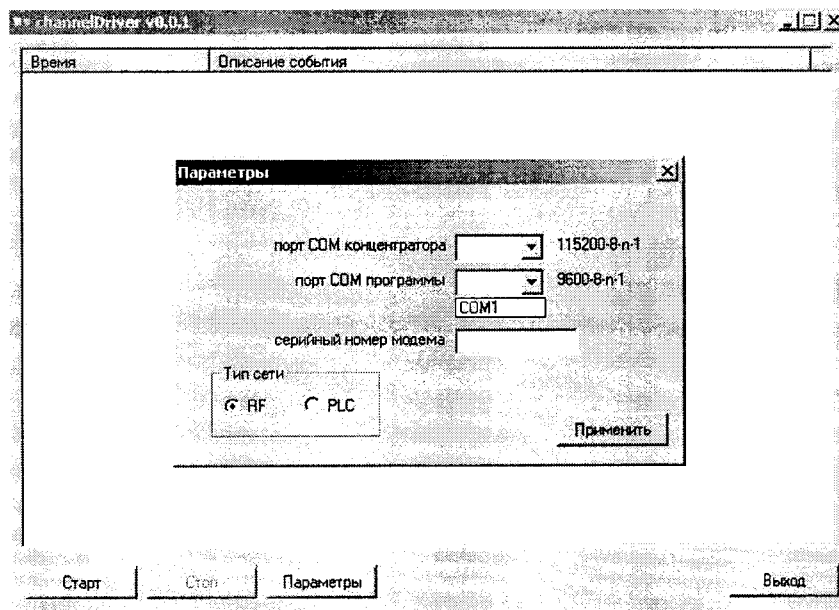 channelDriver v0.0.1
Время Описание события
Параметры
порт COM концентратора 115200-8-n-1
порт COM программы 9600-8-n-1
COM1
серийный номер модема
Тип сети
RF PLC
Применить
Старт Стоп Параметры Выход